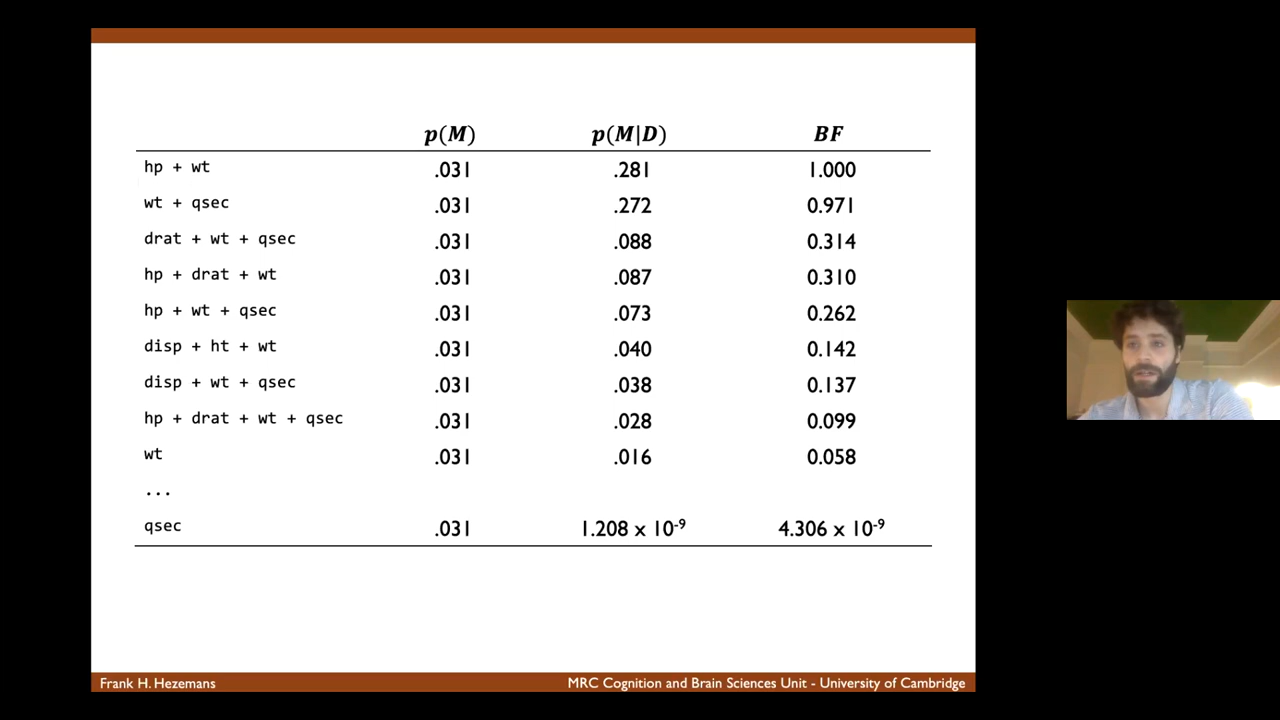 p(M) p(M|D) BF
hp + wt .031 .281 1.000
wt + qsec .031 .272 0.971
drat + wt + qsec .031 .088 0.314
hp + drat + wt .031 .087 0.310
hp + wt + qsec .031 .073 0.262
disp + ht + wt .031 .040 0.142
disp + wt + qsec .031 .038 0.137
hp + drat + wt + qsec .031 .028 0.099
wt .031 .016 0.058
...
qsec .031 1.208 x 10⁻⁹ 4.306 x 10⁻⁹
Frank H. Hezemans MRC Cognition and Brain Sciences Unit - University of Cambridge